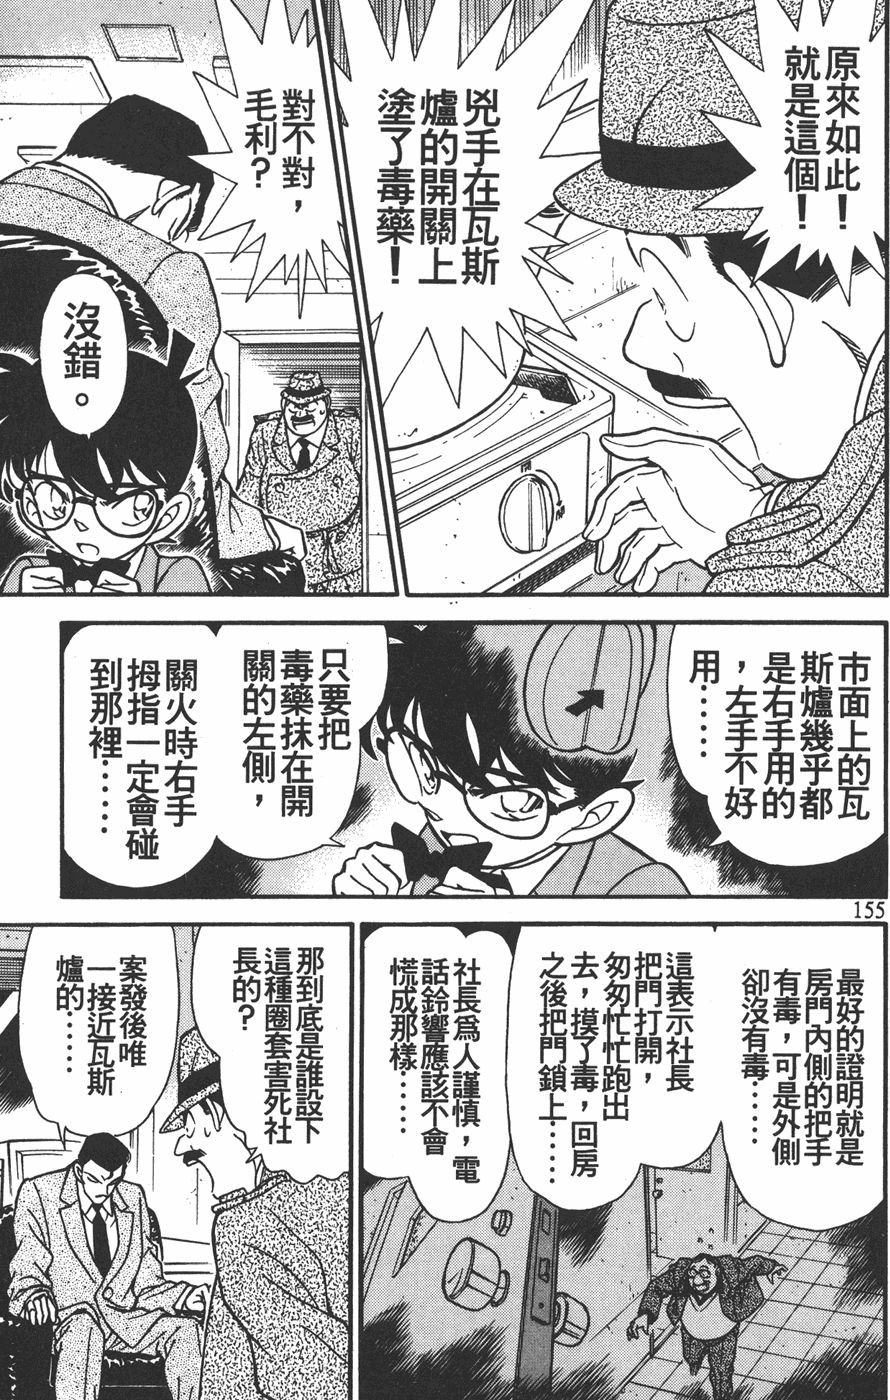 原來如此！
就是這個！
兇手在瓦斯
爐的開關上
塗了毒藥！
對不對，
毛利？
沒錯。
市面上的瓦
斯爐幾乎都
是右手用的
，左手不好
用……
只要把
毒藥抹在開
關的左側，
關火時右手
拇指一定會碰
到那裡……
155
最好的證明就是
房門內側的把手
有毒，可是外側
卻沒有毒……
這表示社長
把門打開，
匆匆忙忙跑出
去，摸了毒，回房
之後把門鎖上……
社長為人謹慎，電
話鈴響應該不會
慌成那樣……
那到底是誰設下
這種圈套害死社
長的？
案發後唯
一接近瓦斯
爐的……